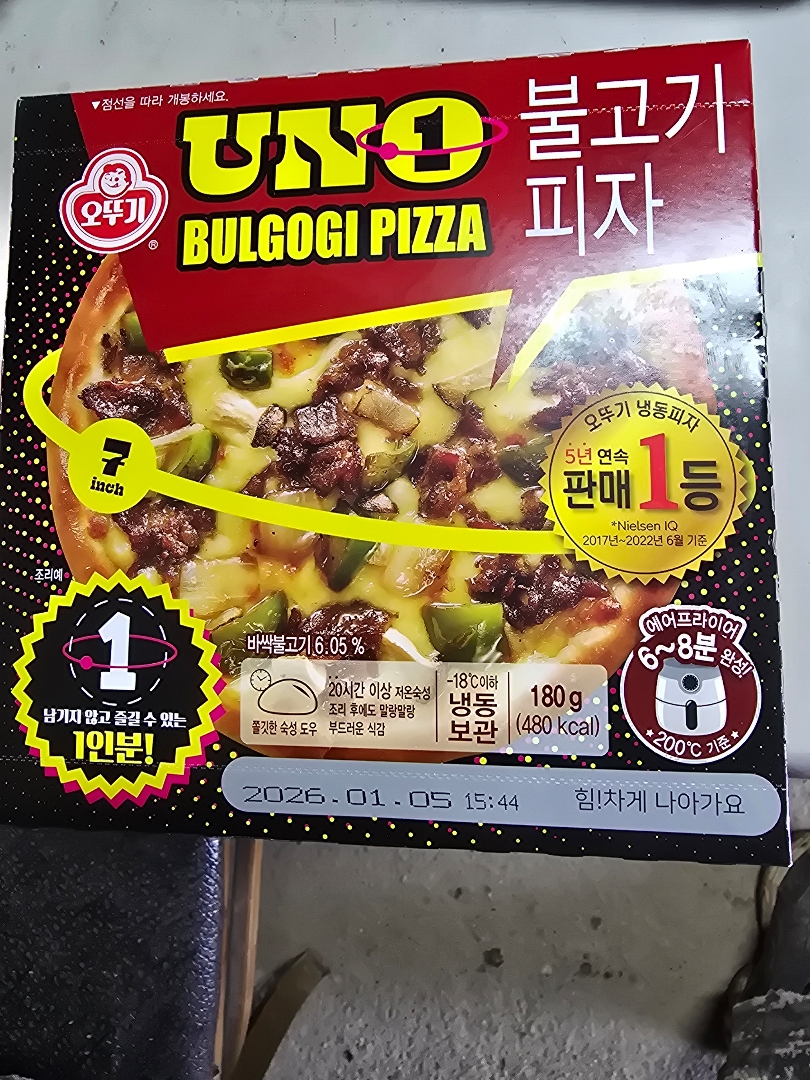 ▼점선을 따라 개봉하세요.
오뚜기
®
UNO
1
BULGOGI PIZZA
불고기
피자
7
inch
오뚜기 냉동피자
5년 연속
판매 1등
*Nielsen IQ
2017년~2022년 6월 기준
조리예
1
남기지 않고 즐길 수 있는
1인분!
바싹불고기 6.05 %
쫄깃한 숙성 도우
20시간 이상 저온숙성
조리 후에도 말랑말랑
부드러운 식감
-18℃이하
냉동
보관
180 g
(480 kcal)
에어프라이어
6~8분 완성!
★ 200℃ 기준 ★
2026.01.05 15:44
힘!차게 나아가요